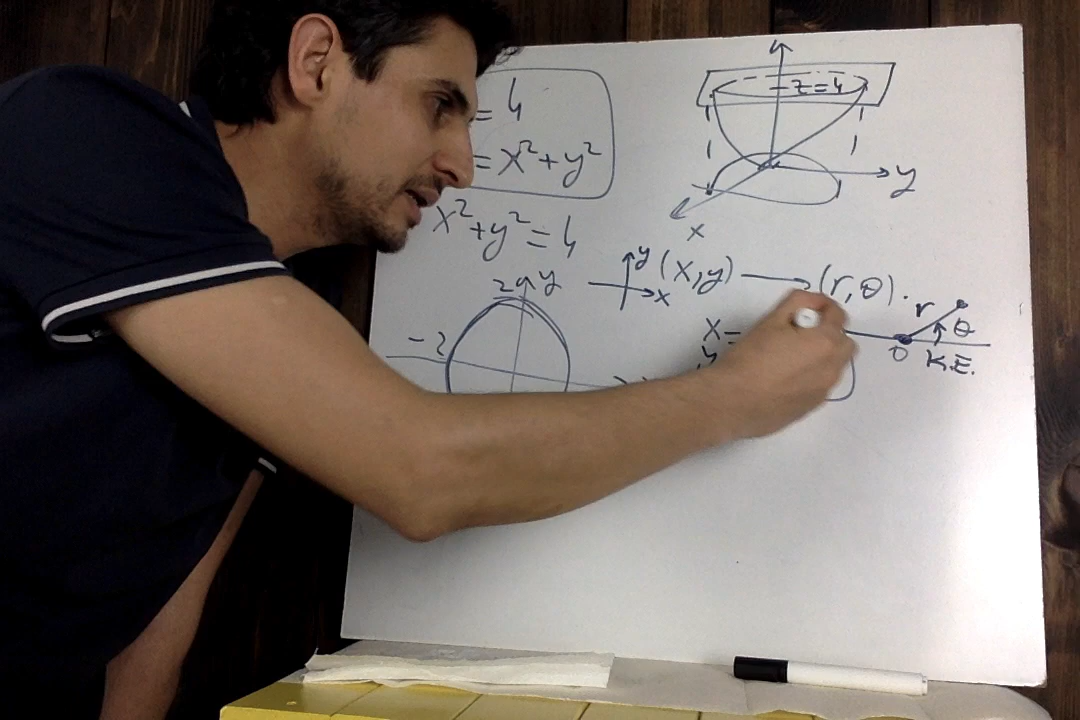 = 4
= x² + y²
x² + y² = 4
z = 4
y
x
y
x
(x, y) → (r, θ).
x =
y
2
y
-2
r
θ
0
K.E.